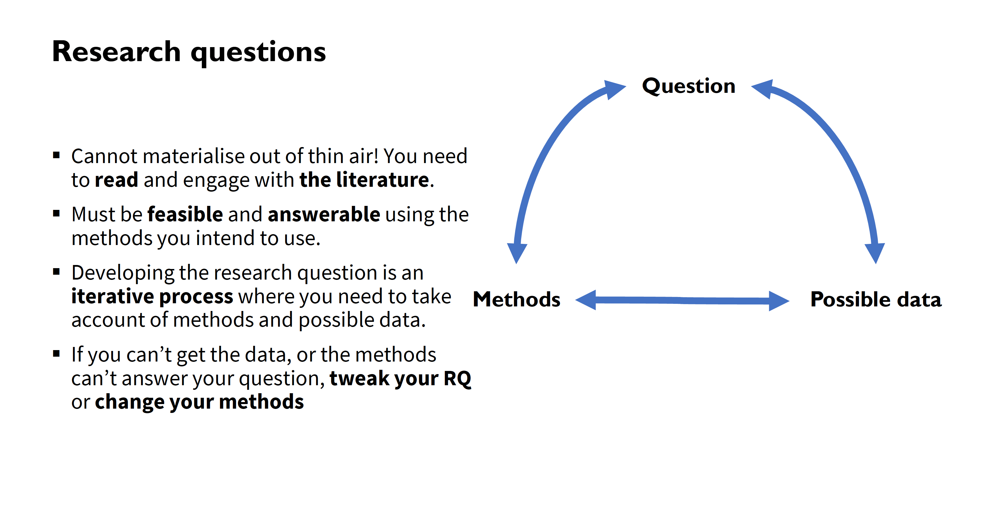 Research questions
▪ Cannot materialise out of thin air! You need
to read and engage with the literature.
▪ Must be feasible and answerable using the
methods you intend to use.
▪ Developing the research question is an
iterative process where you need to take
account of methods and possible data.
▪ If you can’t get the data, or the methods
can’t answer your question, tweak your RQ
or change your methods
Question
Methods
Possible data